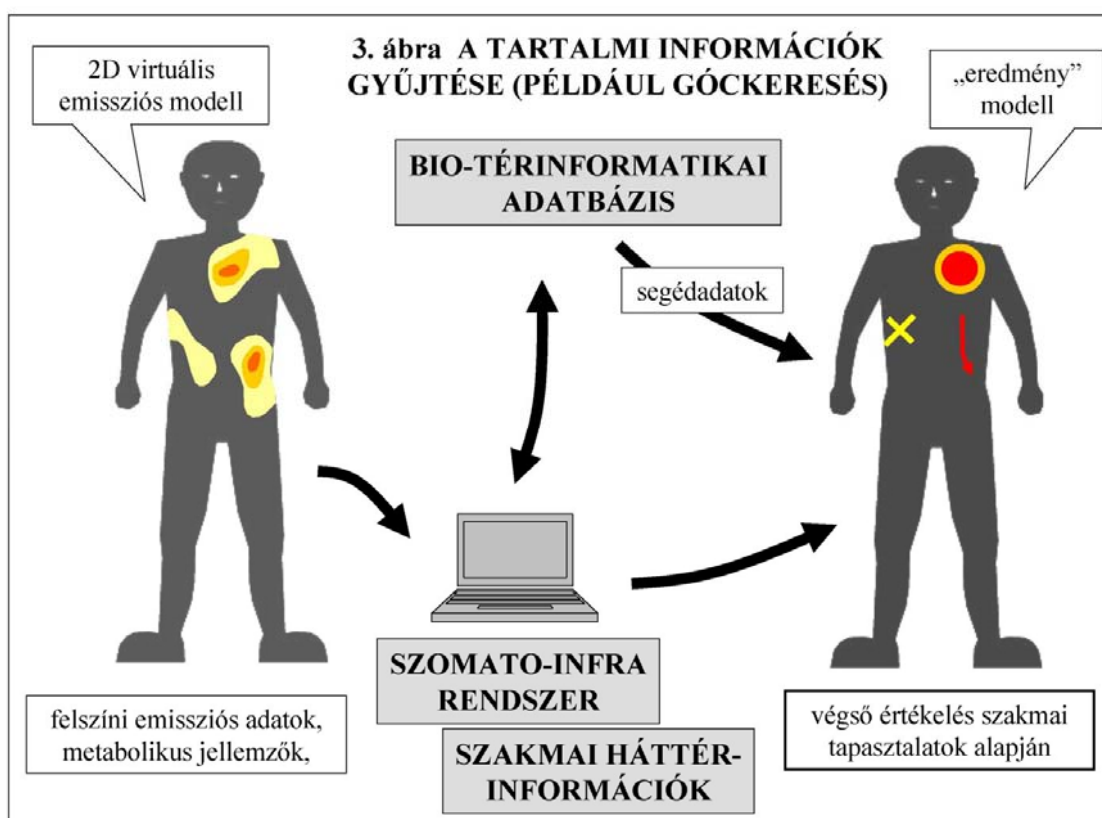 3. ábra A TARTALMI INFORMÁCIÓK
GYŰJTÉSE (PÉLDÁUL GÓCKERESÉS)
2D virtuális
emissziós modell
„eredmény”
modell
BIO-TÉRINFORMATIKAI
ADATBÁZIS
segédadatok
SZOMATO-INFRA
RENDSZER
SZAKMAI HÁTTÉR-
INFORMÁCIÓK
felszíni emissziós adatok,
metabolikus jellemzők,
végső értékelés szakmai
tapasztalatok alapján